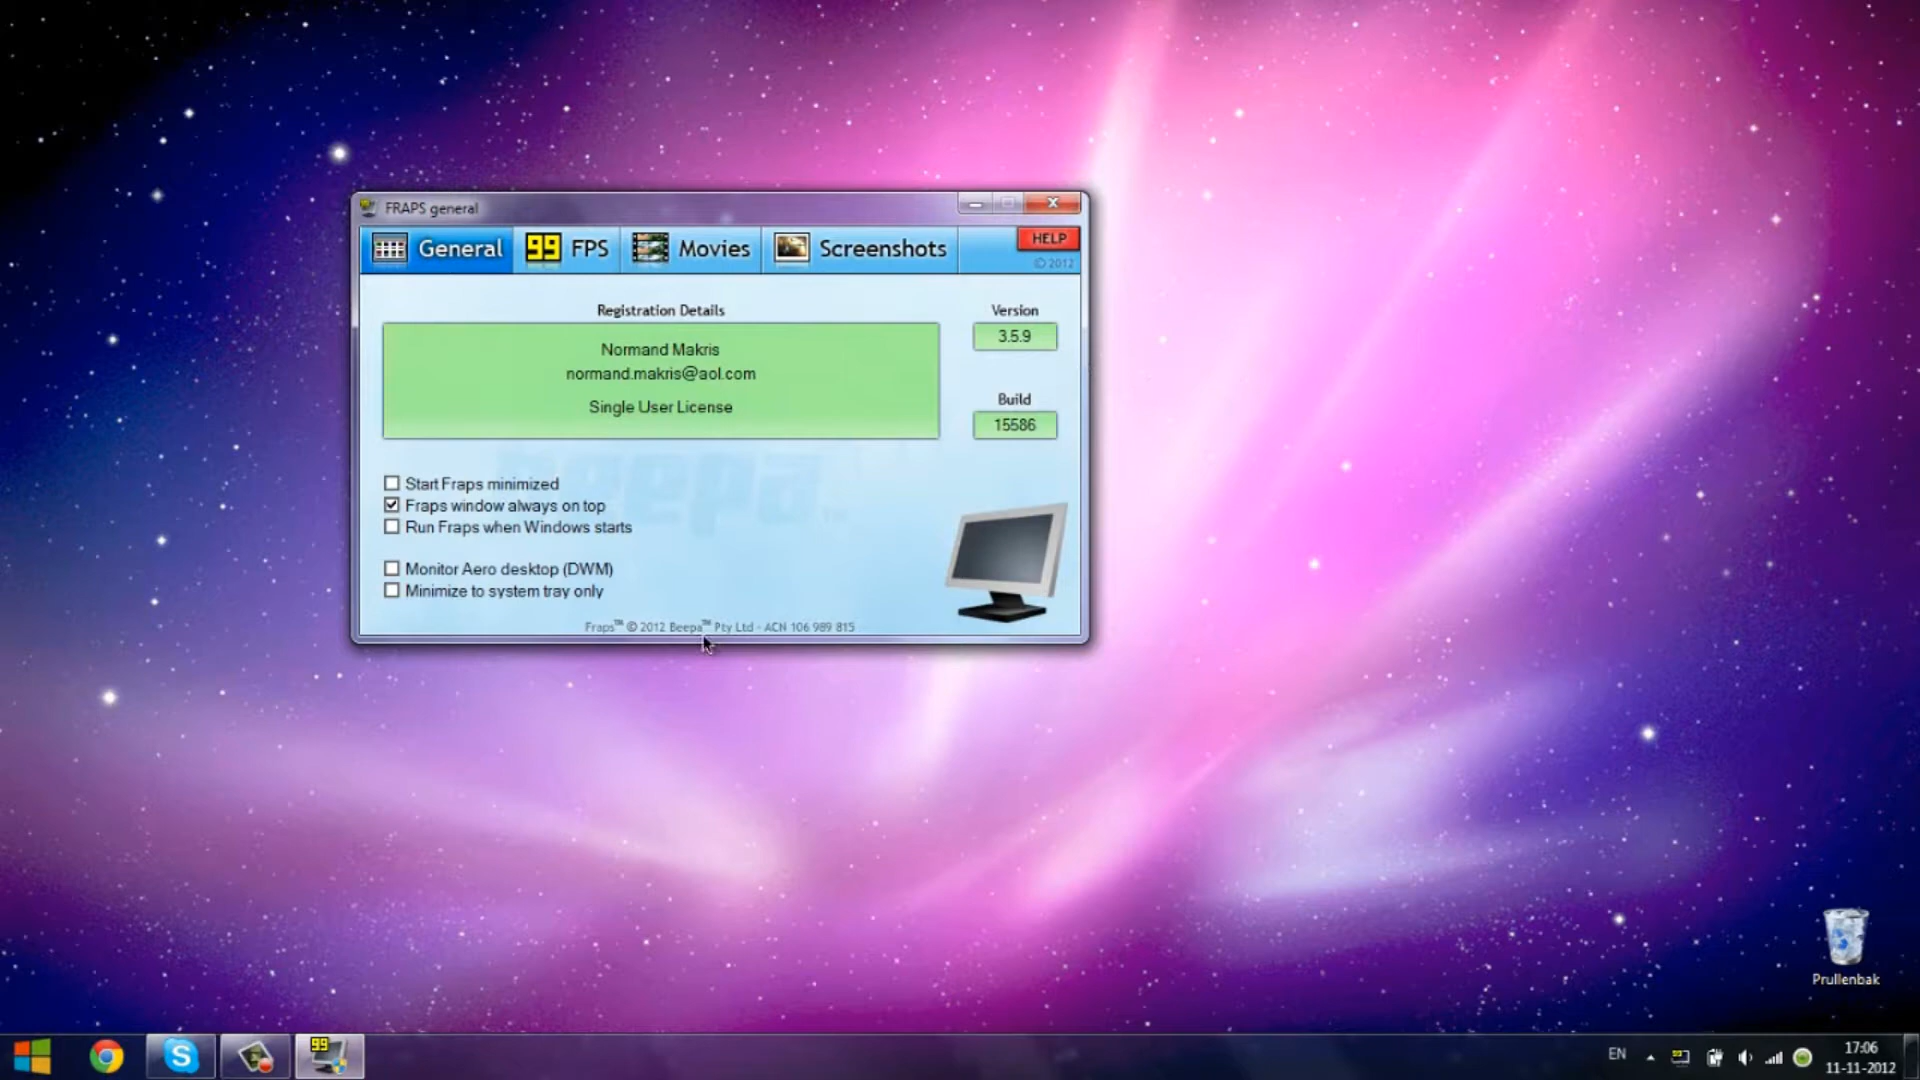 FRAPS general
General
99 FPS
Movies
Screenshots
HELP
© 2012
Registration Details
Version
Normand Makris
3.5.9
normand.makris@aol.com
Single User License
Build
15586
beepa™
Start Fraps minimized
Fraps window always on top
Run Fraps when Windows starts
Monitor Aero desktop (DWM)
Minimize to system tray only
Fraps™ © 2012 Beepa™ Pty Ltd - ACN 106 989 815
Prullenbak
99
EN
17:06
11-11-2012